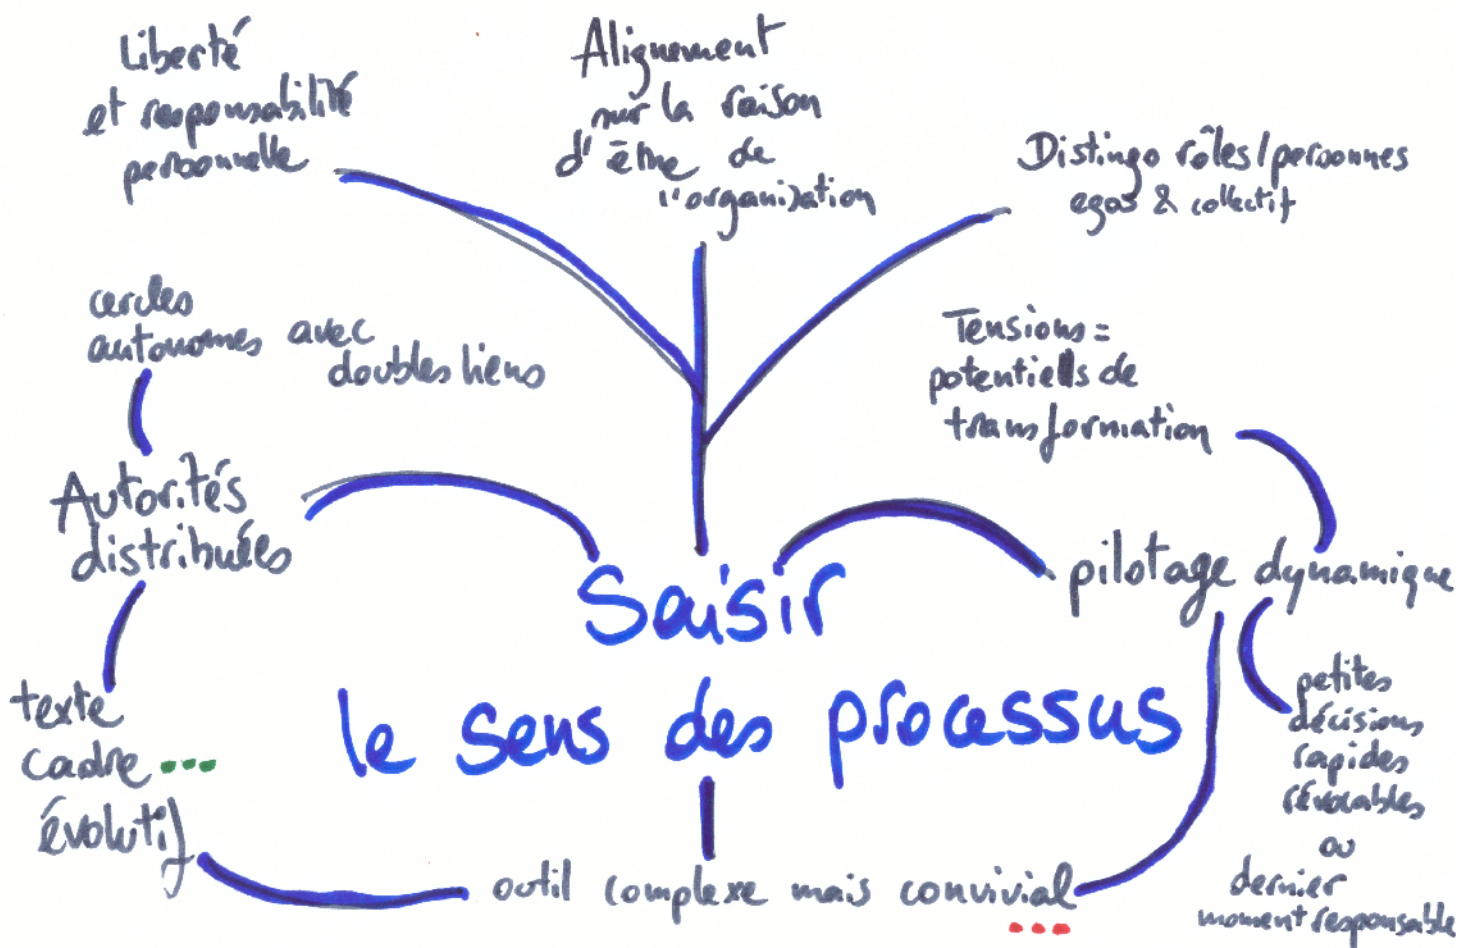 Liberté
et responsabilité
personnelle
Alignement
sur la raison
d'être de
l'organisation
Distingo rôles/personnes
egos & collectif
cercles
autonomes avec
doubles liens
Tensions =
potentiells de
transformation
Autorités
distribuées
pilotage dynamique
Saisir
le sens des processus
texte
cadre ...
évolutif
petites
décisions
rapides
révocables
au
dernier
moment responsable
outil complexe mais convivial
...